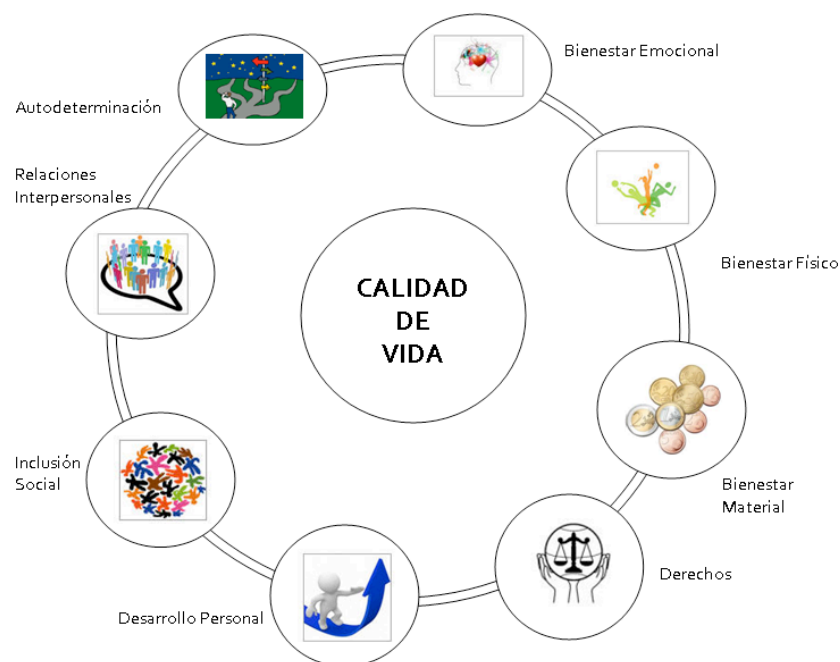 Bienestar Emocional
Autodeterminación
Relaciones
Interpersonales
Bienestar Físico
CALIDAD
DE
VIDA
Inclusión
Social
Bienestar
Material
Derechos
Desarrollo Personal